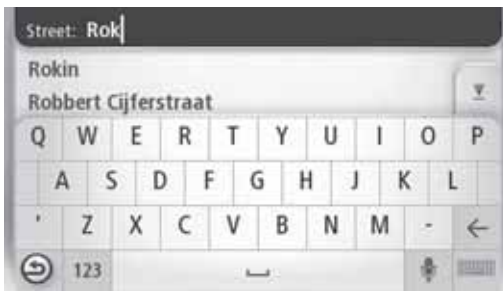 Street: Rok
Rokin
Robbert Cijferstraat
Q W E R T Y U I O P
A S D F G H J K L
' Z X C V B N M - ←
123